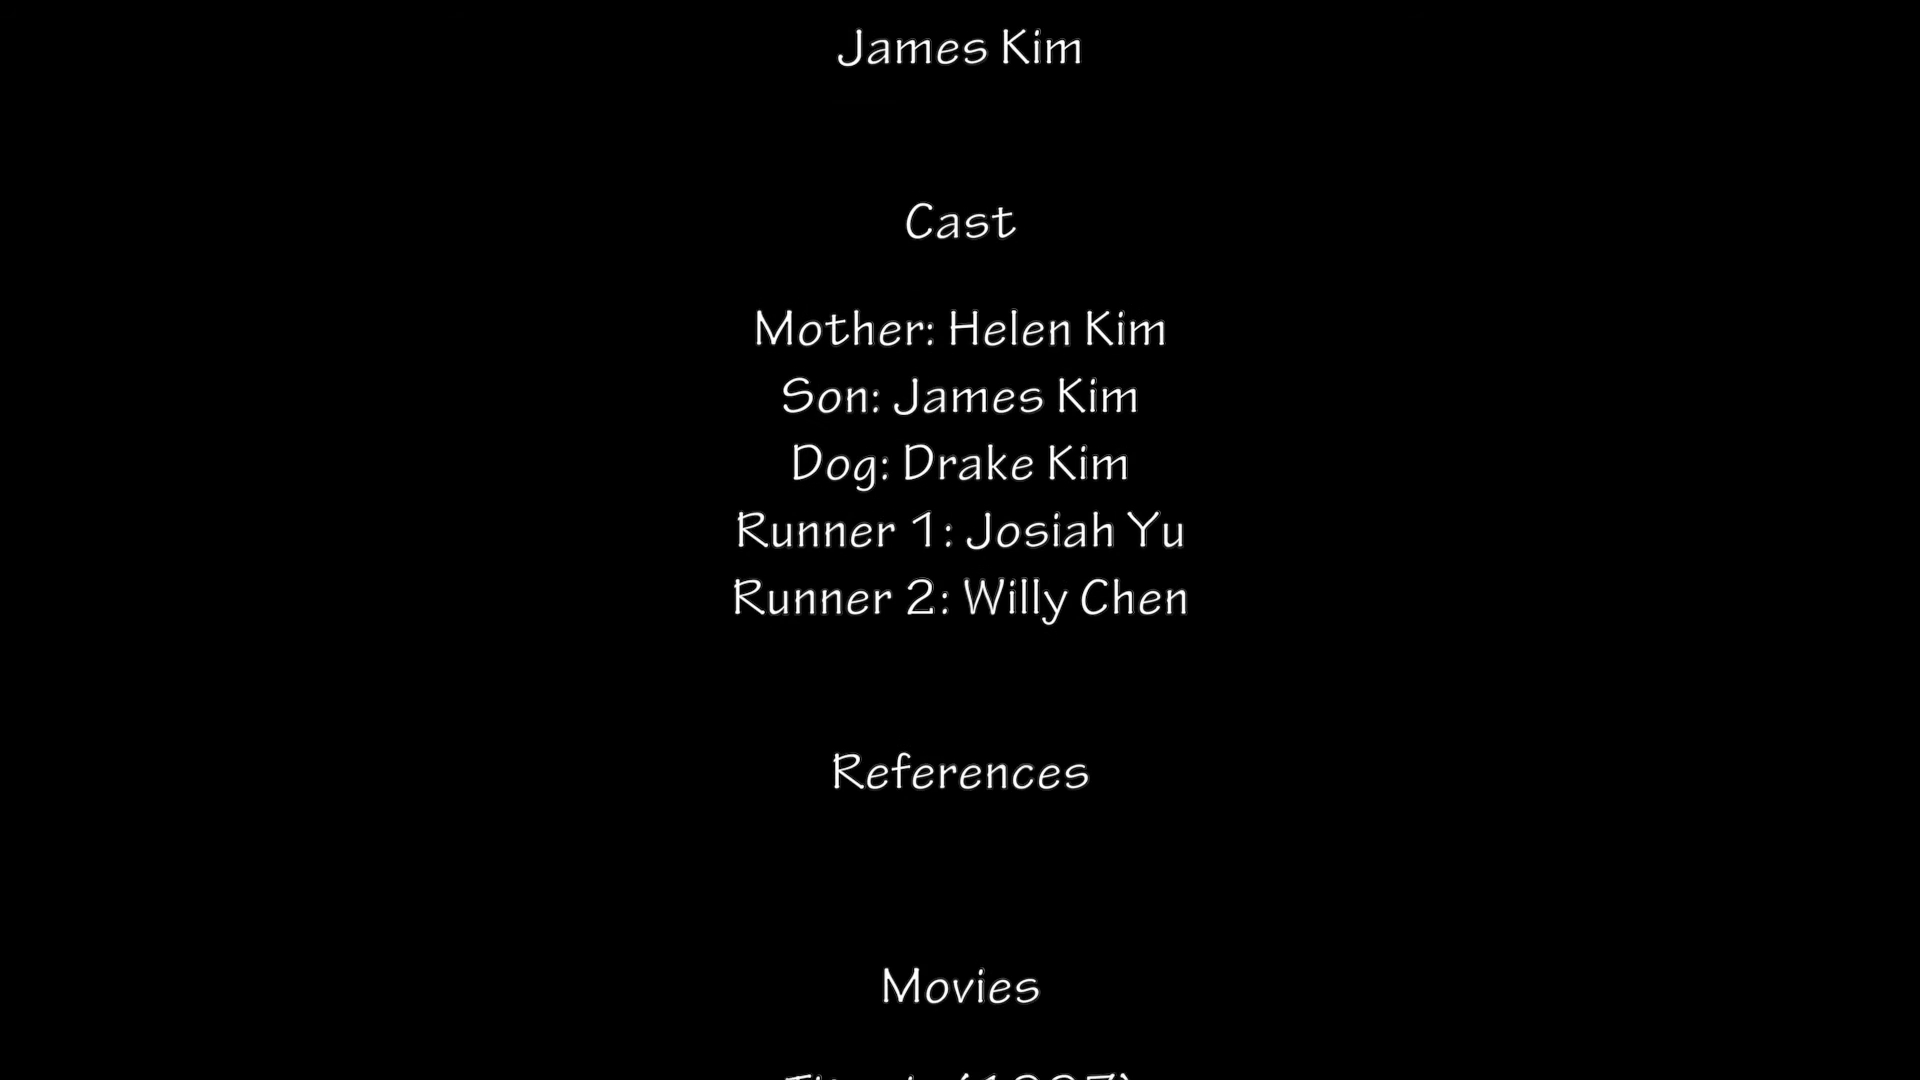 James Kim
Cast
Mother: Helen Kim
Son: James Kim
Dog: Drake Kim
Runner 1: Josiah Yu
Runner 2: Willy Chen
References
Movies